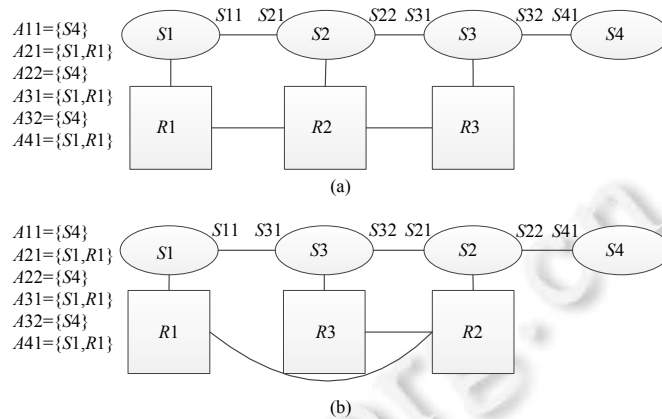 A11={S4}
A21={S1,R1}
A22={S4}
A31={S1,R1}
A32={S4}
A41={S1,R1}
S1 S11 S21 S2 S22 S31 S3 S32 S41 S4
R1 R2 R3
(a)
A11={S4}
A21={S1,R1}
A22={S4}
A31={S1,R1}
A32={S4}
A41={S1,R1}
S1 S11 S31 S3 S32 S21 S2 S22 S41 S4
R1 R3 R2
(b)